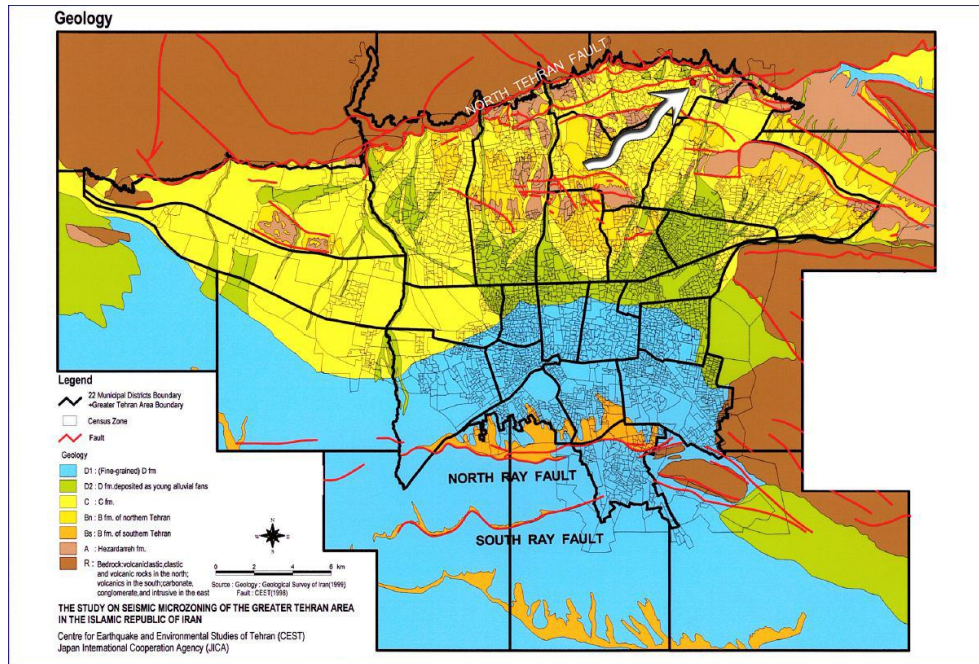 Geology
NORTH TEHRAN FAULT
NORTH RAY FAULT
SOUTH RAY FAULT
Legend
22 Municipal Districts Boundary
+Greater Tehran Area Boundary
Census Zone
Fault
Geology
D1 : (Fine-grained) D fm
D2 : D fm.deposited as young alluvial fans
C : C fm.
Bn : B fm. of northern Tehran
Bs : B fm. of southern Tehran
A : Hezardarreh fm.
R : Bedrock:volcaniclastic,clastic
and volcanic rocks in the north;
volcanics in the south;carbonate,
conglomerate,and intrusive in the east
N
0 2 4 6 km
Source : Geology : Geological Survey of Iran(1999)
Fault : CEST(1998)
THE STUDY ON SEISMIC MICROZONING OF THE GREATER TEHRAN AREA
IN THE ISLAMIC REPUBLIC OF IRAN
Centre for Earthquake and Environmental Studies of Tehran (CEST)
Japan International Cooperation Agency (JICA)